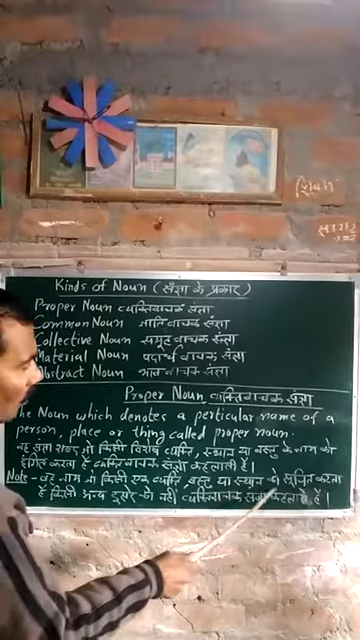 Kinds of Noun (संज्ञा के प्रकार)
Proper Noun व्यक्तिवाचक संज्ञा
Common Noun जातिवाचक संज्ञा
Collective Noun समूहवाचक संज्ञा
Material Noun पदार्थ वाचक संज्ञा
Abstract Noun भाव वाचक संज्ञा
Proper Noun व्यक्तिवाचक संज्ञा
he Noun which denotes a perticular name of a
person, place or thing called proper noun.
वह संज्ञा शब्द जो किसी विशेष व्यक्ति, स्थान या वस्तु के नाम को
इंगित करता है व्यक्तिवाचक संज्ञा कहलाती है।
Note - वह नाम जो किसी एक व्यक्ति, वस्तु या स्थान को सूचित करता
है किसी अन्य दूसरे को नहीं व्यक्तिवाचक संज्ञा कहलाता है।